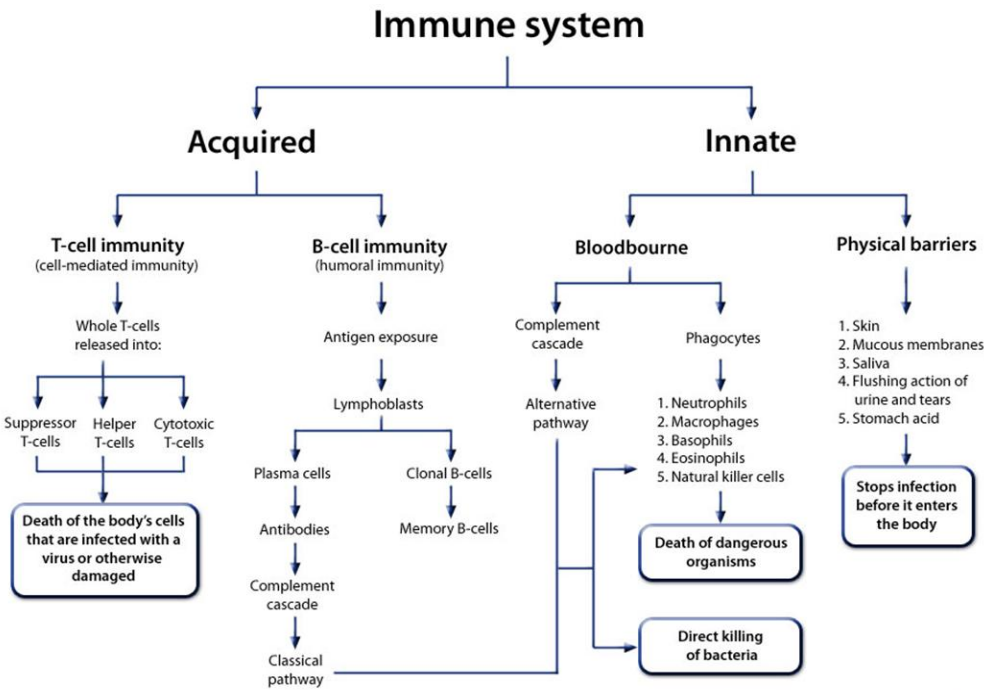 Immune system
Acquired
Innate
T-cell immunity
(cell-mediated immunity)
B-cell immunity
(humoral immunity)
Bloodbourne
Physical barriers
Whole T-cells
released into:
Suppressor
T-cells
Helper
T-cells
Cytotoxic
T-cells
Death of the body's cells
that are infected with a
virus or otherwise
damaged
Antigen exposure
Lymphoblasts
Plasma cells
Clonal B-cells
Antibodies
Memory B-cells
Complement
cascade
Classical
pathway
Complement
cascade
Alternative
pathway
Phagocytes
1. Neutrophils
2. Macrophages
3. Basophils
4. Eosinophils
5. Natural killer cells
Death of dangerous
organisms
Direct killing
of bacteria
1. Skin
2. Mucous membranes
3. Saliva
4. Flushing action of
urine and tears
5. Stomach acid
Stops infection
before it enters
the body